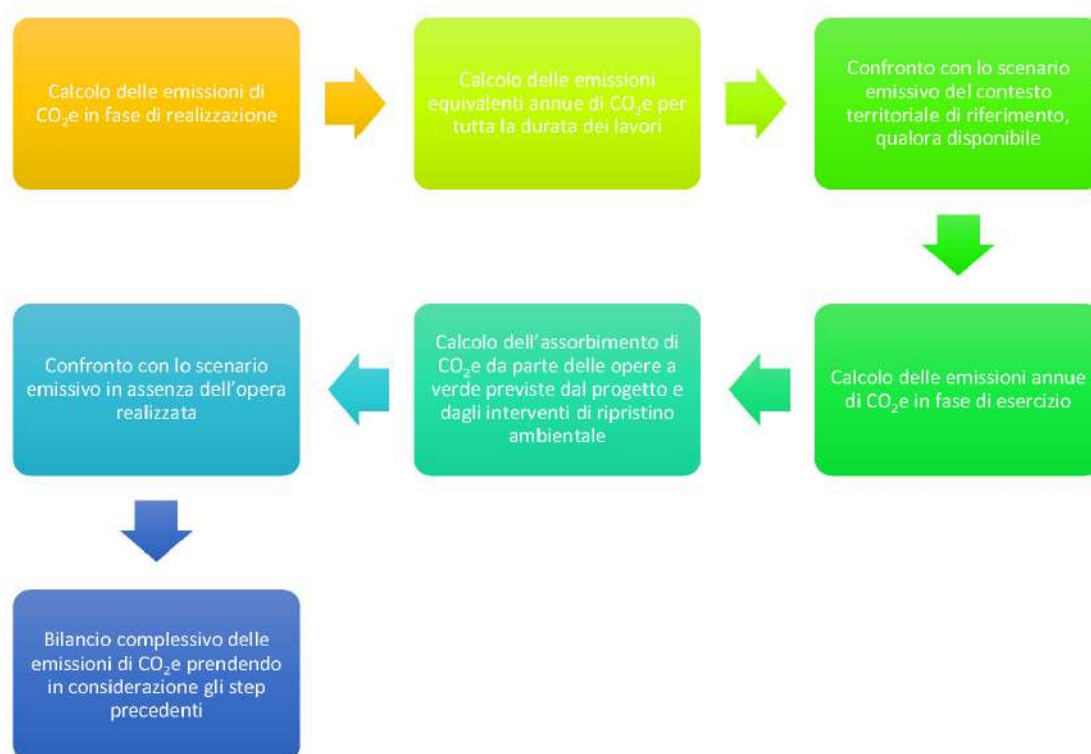 Calcolo delle emissioni di
CO₂e in fase di realizzazione
Calcolo delle emissioni
equivalenti annue di CO₂e per
tutta la durata dei lavori
Confronto con lo scenario
emissivo del contesto
territoriale di riferimento,
qualora disponibile
Calcolo delle emissioni annue
di CO₂e in fase di esercizio
Calcolo dell'assorbimento di
CO₂e da parte delle opere a
verde previste dal progetto e
dagli interventi di ripristino
ambientale
Confronto con lo scenario
emissivo in assenza dell'opera
realizzata
Bilancio complessivo delle
emissioni di CO₂e prendendo
in considerazione gli step
precedenti